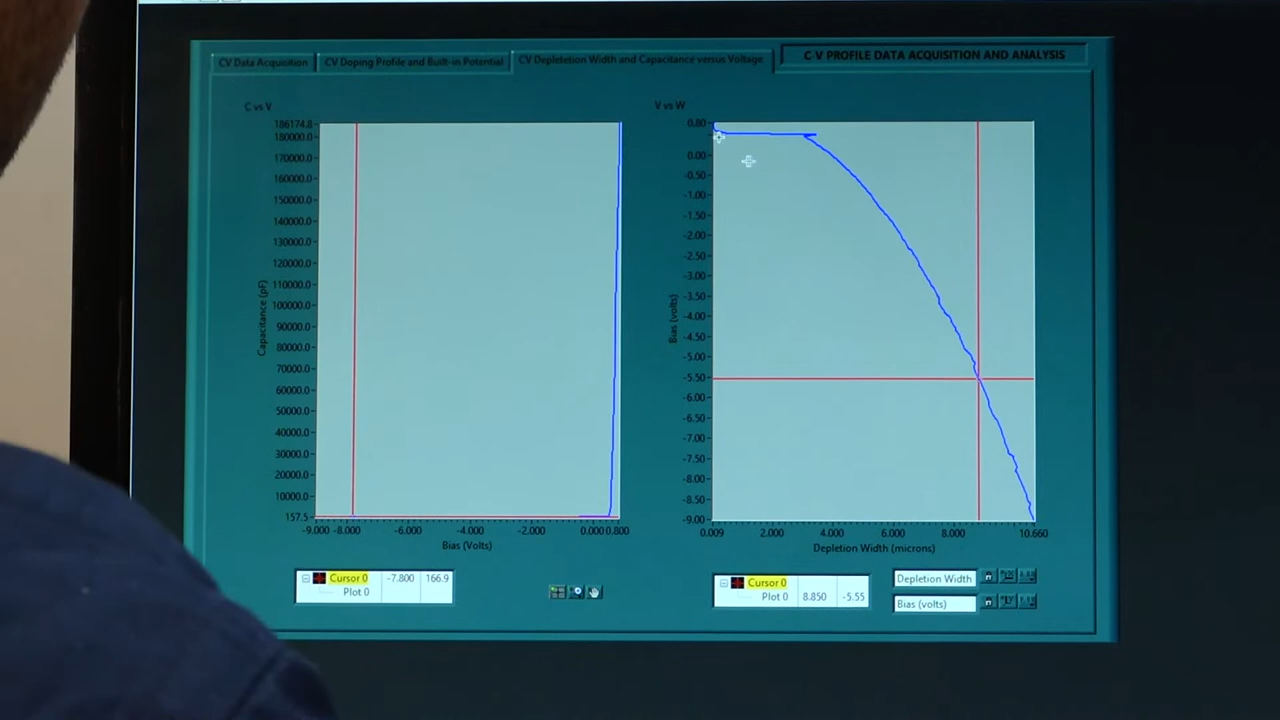 CV Data Acquisition
CV Doping Profile and Built-in Potential
CV Depletetion Width and Capacitance versus Voltage
C-V PROFILE DATA ACQUISITION AND ANALYSIS
C vs V
186174.8
180000.0
170000.0
160000.0
150000.0
140000.0
130000.0
120000.0
110000.0
100000.0
90000.0
80000.0
70000.0
60000.0
50000.0
40000.0
30000.0
20000.0
10000.0
157.5
Capacitance (pF)
-9.000 -8.000 -6.000 -4.000 -2.000 0.000 0.800
Bias (Volts)
Cursor 0 -7.800 166.9
Plot 0
V vs W
0.80
0.00
-0.50
-1.00
-1.50
-2.00
-2.50
-3.00
-3.50
-4.00
-4.50
-5.00
-5.50
-6.00
-6.50
-7.00
-7.50
-8.00
-8.50
-9.00
Bias (volts)
0.009 2.000 4.000 6.000 8.000 10.660
Depletion Width (microns)
Cursor 0
Plot 0 8.850 -5.55
Depletion Width
Bias (volts)